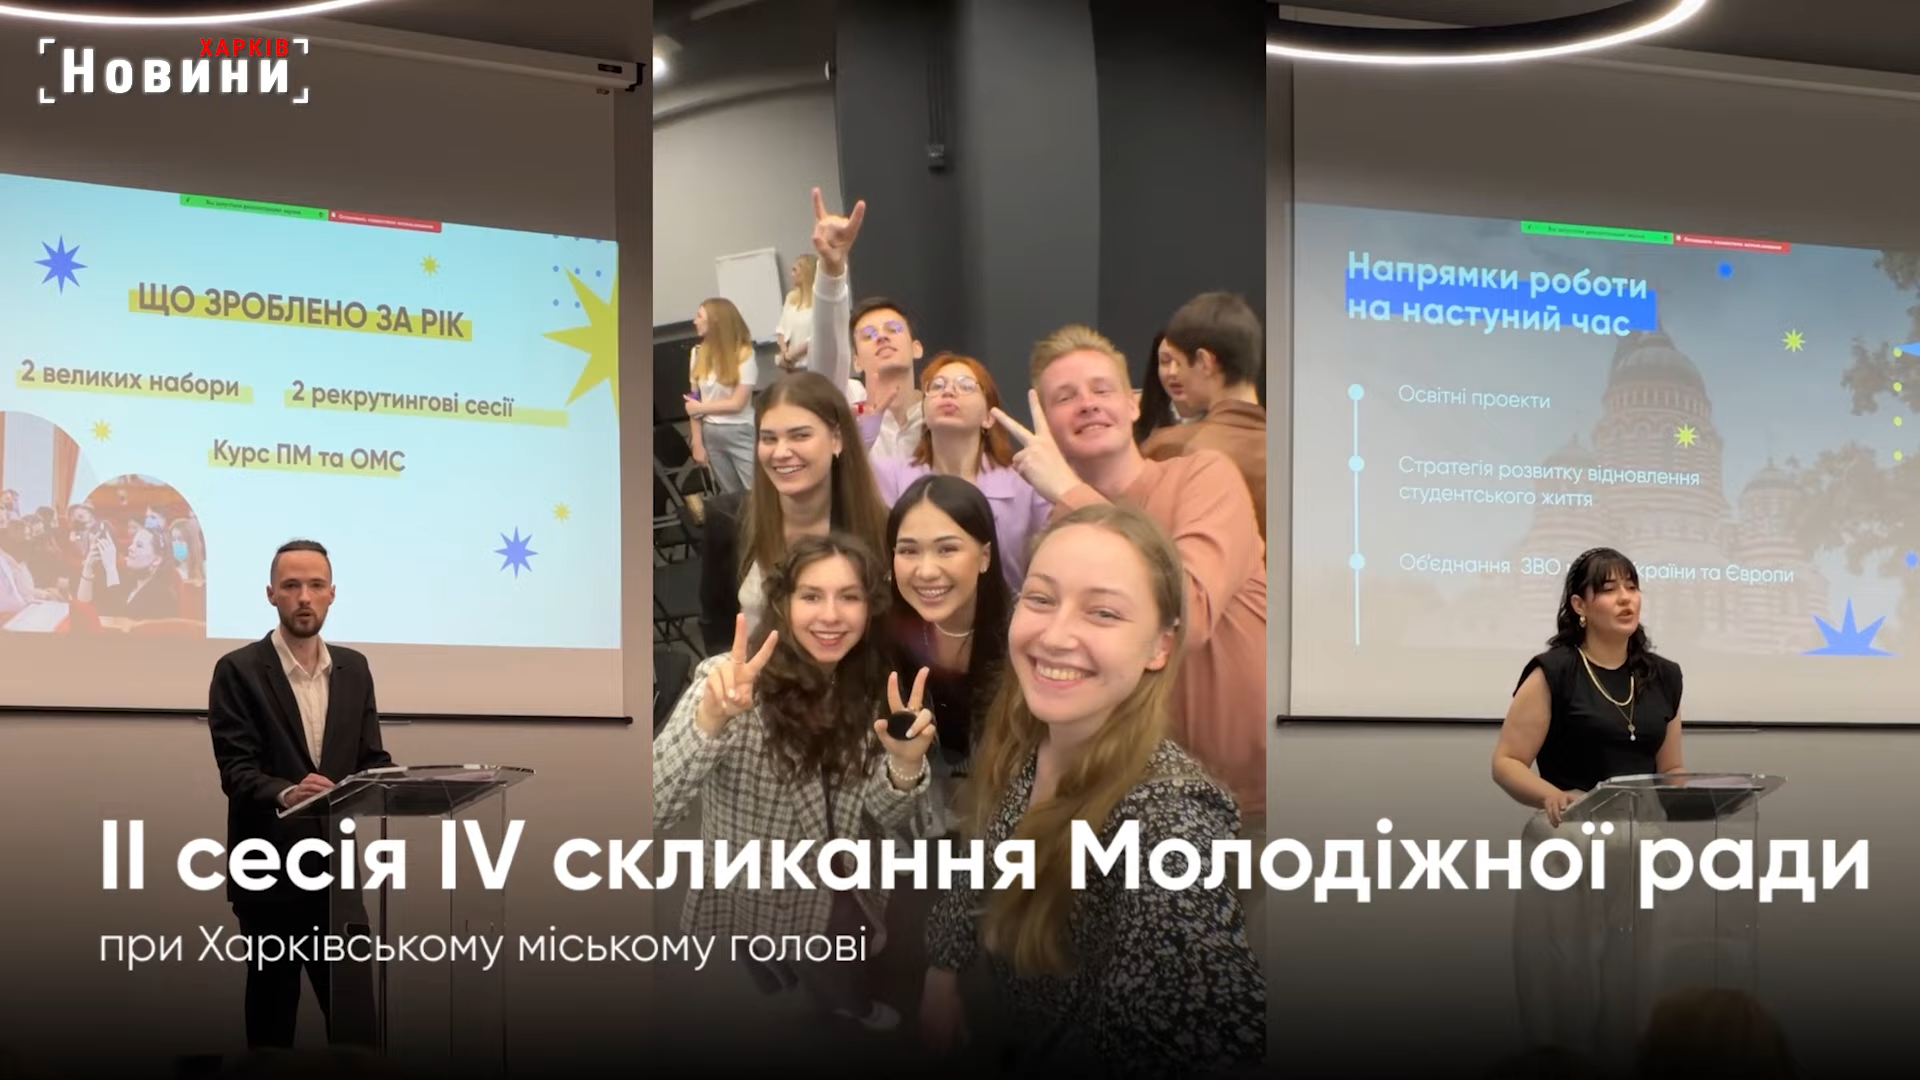 ХАРКІВ
Новини
ЩО ЗРОБЛЕНО ЗА РІК
2 великих набори
2 рекрутингові сесії
Курс ПМ та ОМС
Напрямки роботи
на настуний час
Освітні проекти
Стратегія розвитку відновлення
студентського життя
Об'єднання ЗВО
та Європи
II сесія IV скликання Молодіжної ради
при Харківському міському голові